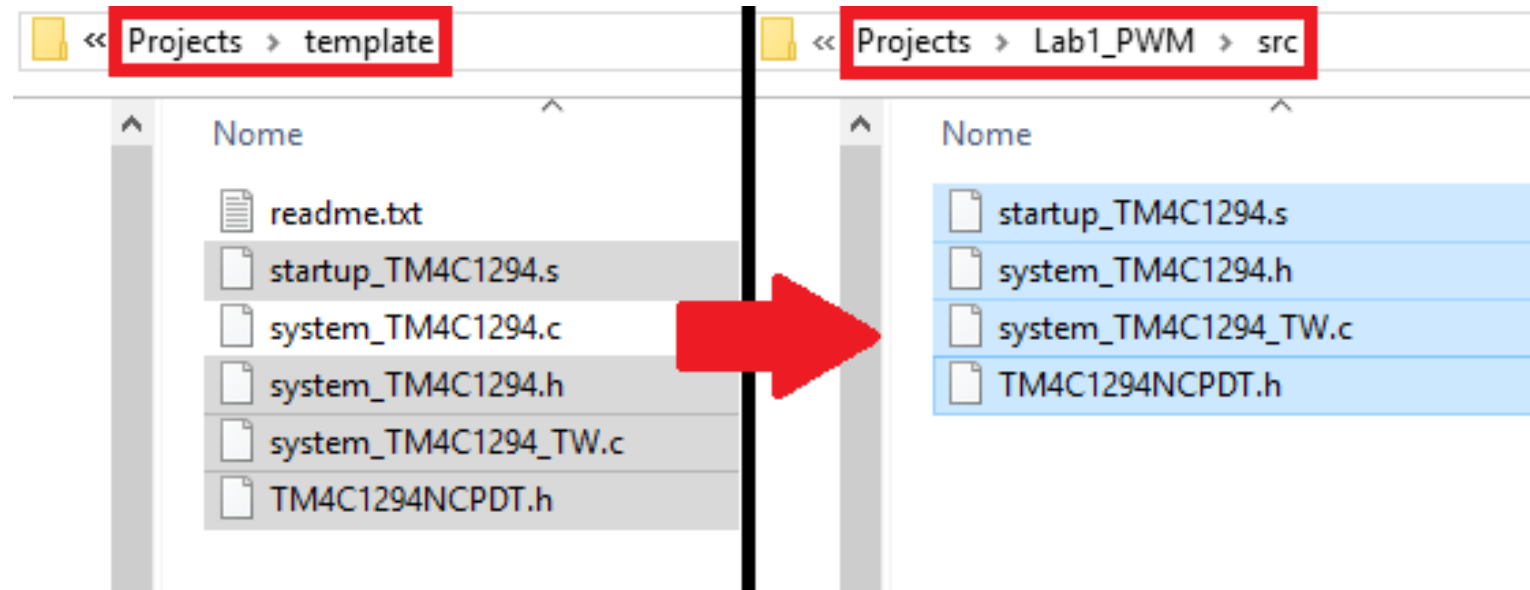 « Projects > template
Nome
readme.txt
startup_TM4C1294.s
system_TM4C1294.c
system_TM4C1294.h
system_TM4C1294_TW.c
TM4C1294NCPDT.h
« Projects > Lab1_PWM > src
Nome
startup_TM4C1294.s
system_TM4C1294.h
system_TM4C1294_TW.c
TM4C1294NCPDT.h